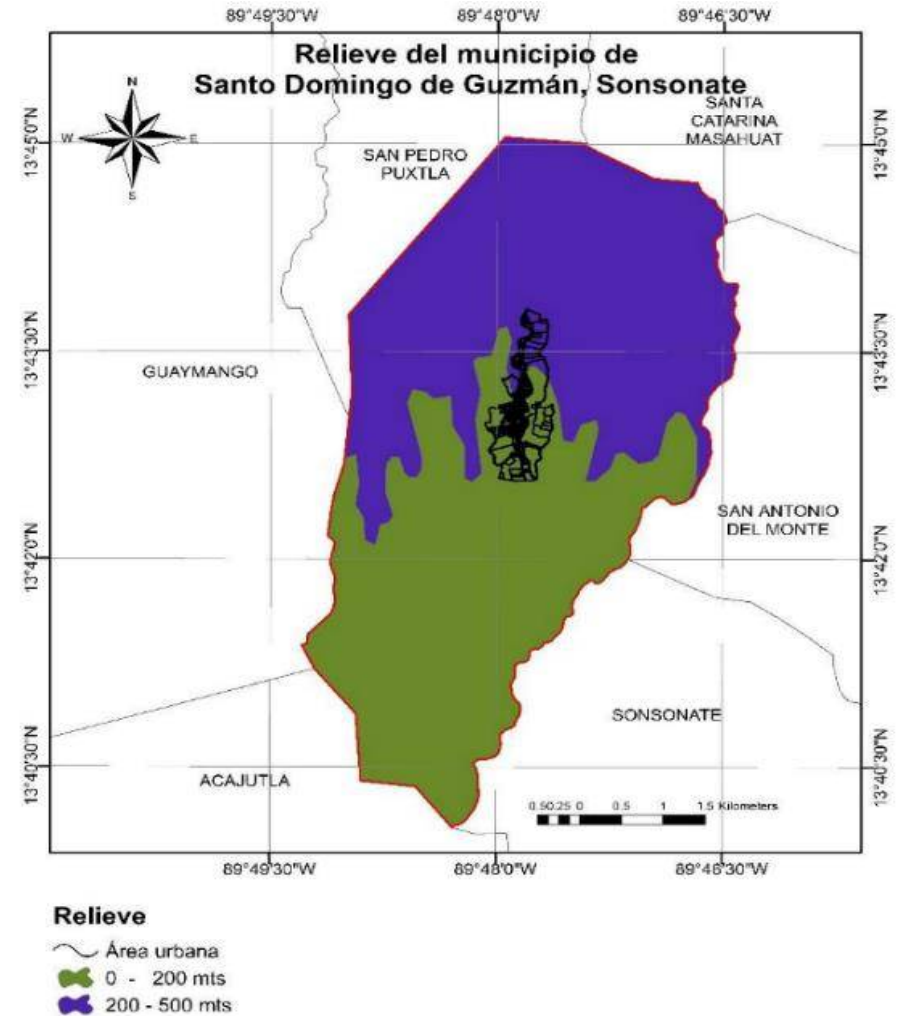 89°49'30"W 89°48'0"W 89°46'30"W
Relieve del municipio de
Santo Domingo de Guzmán, Sonsonate
N
W E
S
SANTA
CATARINA
MASAHUAT
13°45'0"N 13°45'0"N
SAN PEDRO
PUXTLA
13°43'30"N 13°43'30"N
GUAYMANGO
SAN ANTONIO
DEL MONTE
13°42'0"N 13°42'0"N
SONSONATE
13°40'30"N 13°40'30"N
ACAJUTLA
0.50.25 0 0.5 1 1.5 Kilometers
89°49'30"W 89°48'0"W 89°46'30"W
Relieve
Área urbana
0 - 200 mts
200 - 500 mts